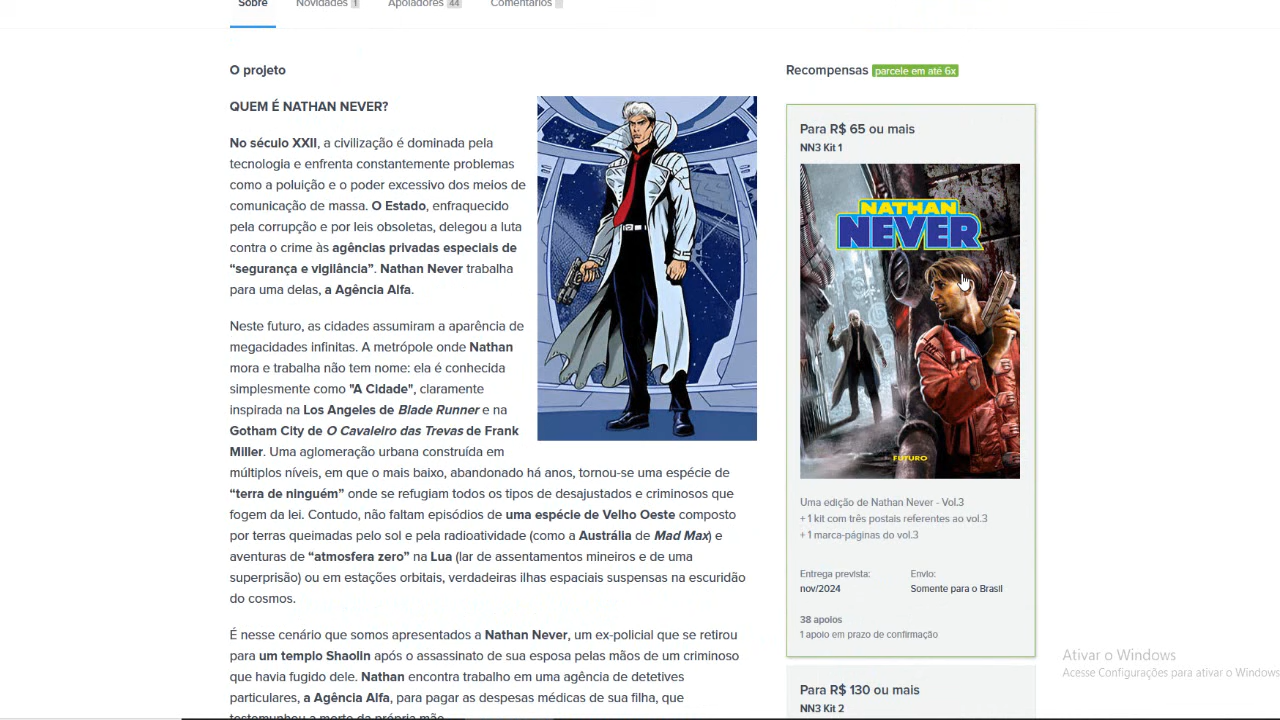 Sobre Novidades 1 Apoiadores 44 Comentários
O projeto
QUEM É NATHAN NEVER?
No século XXII, a civilização é dominada pela
tecnologia e enfrenta constantemente problemas
como a poluição e o poder excessivo dos meios de
comunicação de massa. O Estado, enfraquecido
pela corrupção e por leis obsoletas, delegou a luta
contra o crime às agências privadas especiais de
“segurança e vigilância”. Nathan Never trabalha
para uma delas, a Agência Alfa.
Neste futuro, as cidades assumiram a aparência de
megacidades infinitas. A metrópole onde Nathan
mora e trabalha não tem nome: ela é conhecida
simplesmente como "A Cidade", claramente
inspirada na Los Angeles de Blade Runner e na
Gotham City de O Cavaleiro das Trevas de Frank
Miller. Uma aglomeração urbana construída em
múltiplos níveis, em que o mais baixo, abandonado há anos, tornou-se uma espécie de
“terra de ninguém” onde se refugiam todos os tipos de desajustados e criminosos que
fogem da lei. Contudo, não faltam episódios de uma espécie de Velho Oeste composto
por terras queimadas pelo sol e pela radioatividade (como a Austrália de Mad Max) e
aventuras de “atmosfera zero” na Lua (lar de assentamentos mineiros e de uma
superprisão) ou em estações orbitais, verdadeiras ilhas espaciais suspensas na escuridão
do cosmos.
É nesse cenário que somos apresentados a Nathan Never, um ex-policial que se retirou
para um templo Shaolin após o assassinato de sua esposa pelas mãos de um criminoso
que havia fugido dele. Nathan encontra trabalho em uma agência de detetives
particulares, a Agência Alfa, para pagar as despesas médicas de sua filha, que
testemunhou a morte da própria mãe.
Recompensas parcele em até 6x
Para R$ 65 ou mais
NN3 Kit 1
NATHAN
NEVER
FUTURO
Uma edição de Nathan Never - Vol.3
+ 1 kit com três postais referentes ao vol.3
+ 1 marca-páginas do vol.3
Entrega prevista: Envio:
nov/2024 Somente para o Brasil
38 apoios
1 apoio em prazo de confirmação
Para R$ 130 ou mais
NN3 Kit 2
Ativar o Windows
Acesse Configurações para ativar o Windows